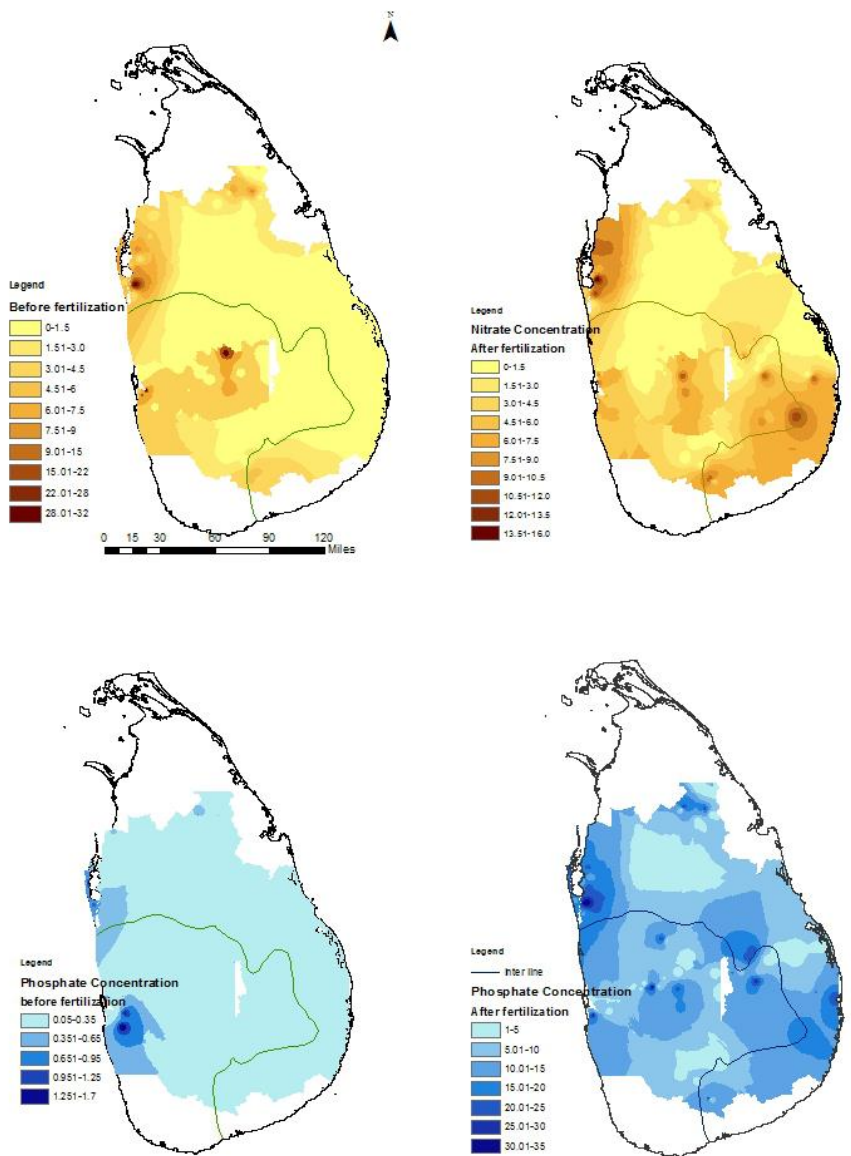 N
Legend
Before fertilization
0-1.5
1.51-3.0
3.01-4.5
4.51-6
6.01-7.5
7.51-9
9.01-15
15.01-22
22.01-28
28.01-32
0 15 30 60 90 120
Miles
Legend
Nitrate Concentration
After fertilization
0-1.5
1.51-3.0
3.01-4.5
4.51-6.0
6.01-7.5
7.51-9.0
9.01-10.5
10.51-12.0
12.01-13.5
13.51-16.0
Legend
Phosphate Concentration
before fertilization
0.05-0.35
0.351-0.65
0.651-0.95
0.951-1.25
1.251-1.7
Legend
Inter line
Phosphate Concentration
After fertilization
1-5
5.01-10
10.01-15
15.01-20
20.01-25
25.01-30
30.01-35